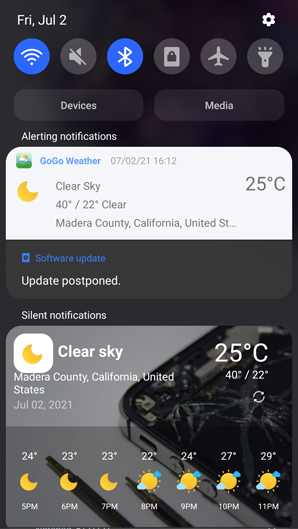 Fri, Jul 2
Devices
Media
Alerting notifications
GoGo Weather 07/02/21 16:12
Clear Sky
25°C
40° / 22° Clear
Madera County, California, United St...
Software update
Update postponed.
Silent notifications
Clear sky
25°C
Madera County, California, United
States
40° / 22°
Jul 02, 2021
24° 23° 23° 22° 24° 27° 29°
5PM 6PM 7PM 8PM 9PM 10PM 11PM